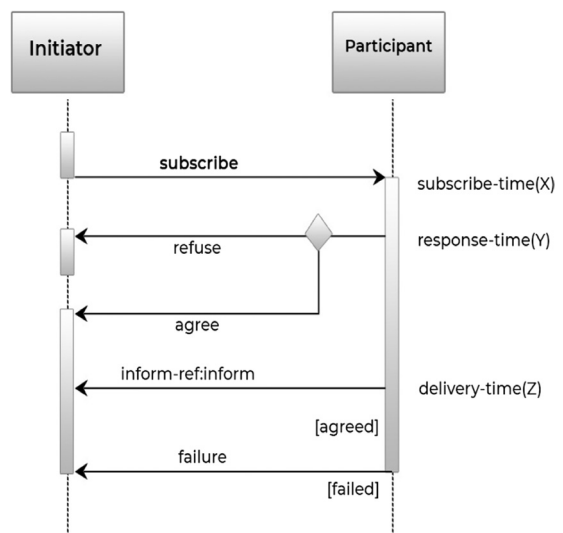 Initiator
Participant
subscribe
subscribe-time(X)
refuse
response-time(Y)
agree
inform-ref:inform
delivery-time(Z)
[agreed]
failure
[failed]